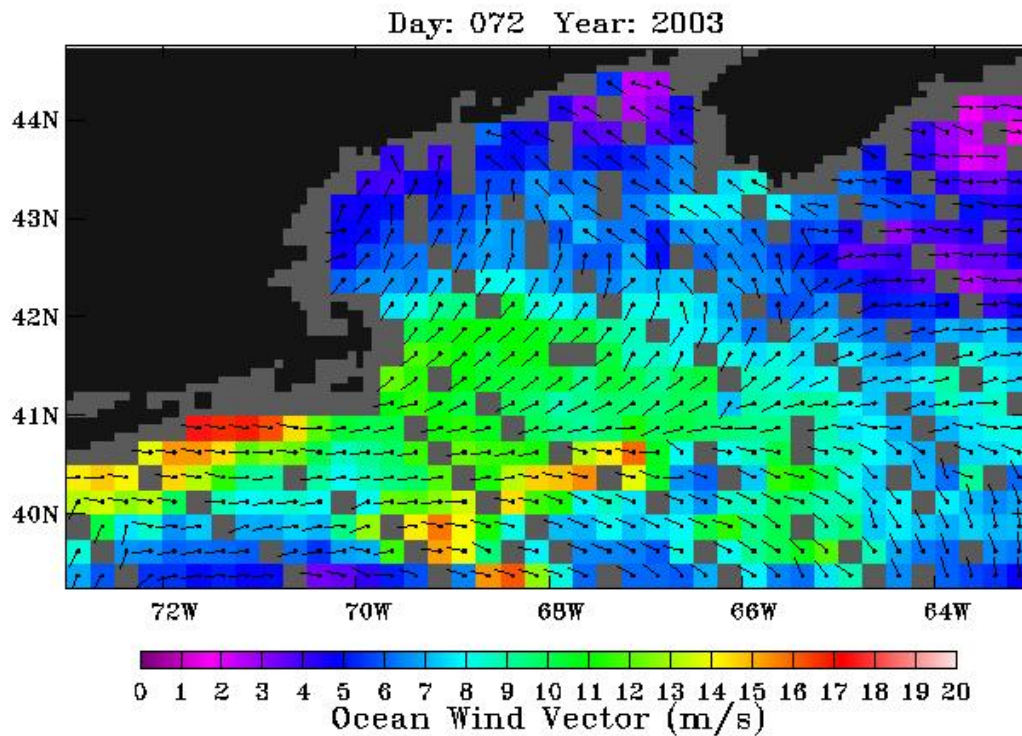 Day: 072 Year: 2003
44N
43N
42N
41N
40N
72W 70W 68W 66W 64W
0 1 2 3 4 5 6 7 8 9 10 11 12 13 14 15 16 17 18 19 20
Ocean Wind Vector (m/s)